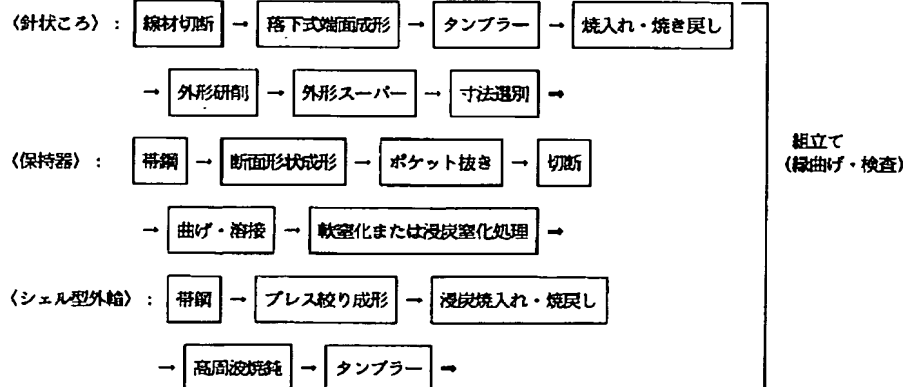 〈針状ころ〉: 線材切断 → 落下式端面成形 → タンブラー → 焼入れ・焼き戻し
→ 外形研削 → 外形スーパー → 寸法選別 ⇒
〈保持器〉: 帯鋼 → 断面形状成形 → ポケット抜き → 切断
組立て
(縁曲げ・検査)
→ 曲げ・溶接 → 軟窒化または浸炭窒化処理 ⇒
〈シェル型外輪〉: 帯鋼 → プレス絞り成形 → 浸炭焼入れ・焼戻し
→ 高周波焼鈍 → タンブラー ⇒